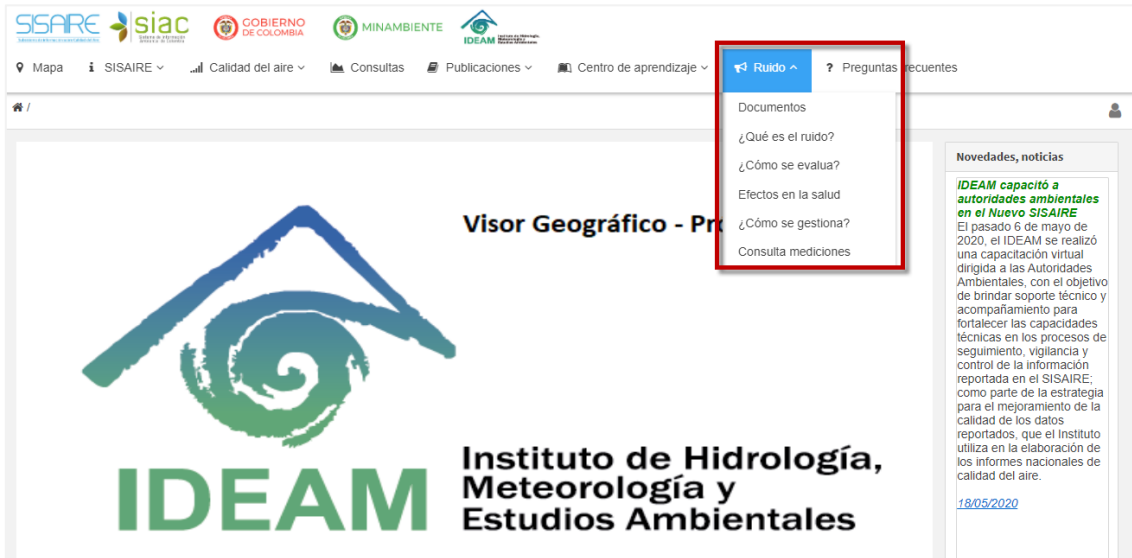 SISAIRE siac GOBIERNO DE COLOMBIA MINAMBIENTE IDEAM
Mapa SISAIRE Calidad del aire Consultas Publicaciones Centro de aprendizaje Ruido ? Preguntas frecuentes
/
Documentos
¿Qué es el ruido?
¿Cómo se evalua?
Efectos en la salud
¿Cómo se gestiona?
Consulta mediciones
Visor Geográfico - Pr
IDEAM
Instituto de Hidrología,
Meteorología y
Estudios Ambientales
Novedades, noticias
IDEAM capacitó a
autoridades ambientales
en el Nuevo SISAIRE
El pasado 6 de mayo de
2020, el IDEAM se realizó
una capacitación virtual
dirigida a las Autoridades
Ambientales, con el objetivo
de brindar soporte técnico y
acompañamiento para
fortalecer las capacidades
técnicas en los procesos de
seguimiento, vigilancia y
control de la información
reportada en el SISAIRE;
como parte de la estrategia
para el mejoramiento de la
calidad de los datos
reportados, que el Instituto
utiliza en la elaboración de
los informes nacionales de
calidad del aire.
18/05/2020